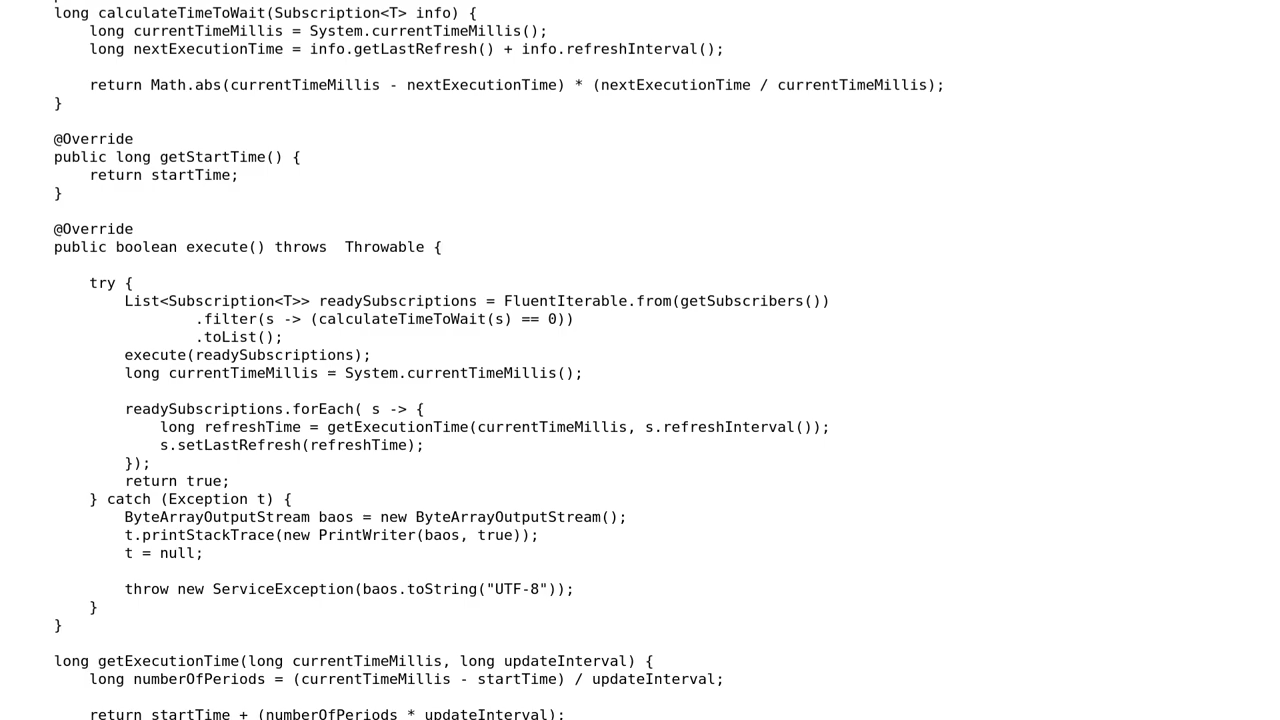 long calculateTimeToWait(Subscription<T> info) {
long currentTimeMillis = System.currentTimeMillis();
long nextExecutionTime = info.getLastRefresh() + info.refreshInterval();
return Math.abs(currentTimeMillis - nextExecutionTime) * (nextExecutionTime / currentTimeMillis);
}
@Override
public long getStartTime() {
return startTime;
}
@Override
public boolean execute() throws  Throwable {
try {
List<Subscription<T>> readySubscriptions = FluentIterable.from(getSubscribers())
.filter(s -> (calculateTimeToWait(s) == 0))
.toList();
execute(readySubscriptions);
long currentTimeMillis = System.currentTimeMillis();
readySubscriptions.forEach( s -> {
long refreshTime = getExecutionTime(currentTimeMillis, s.refreshInterval());
s.setLastRefresh(refreshTime);
});
return true;
} catch (Exception t) {
ByteArrayOutputStream baos = new ByteArrayOutputStream();
t.printStackTrace(new PrintWriter(baos, true));
t = null;
throw new ServiceException(baos.toString("UTF-8"));
}
}
long getExecutionTime(long currentTimeMillis, long updateInterval) {
long numberOfPeriods = (currentTimeMillis - startTime) / updateInterval;
return startTime + (numberOfPeriods * updateInterval);